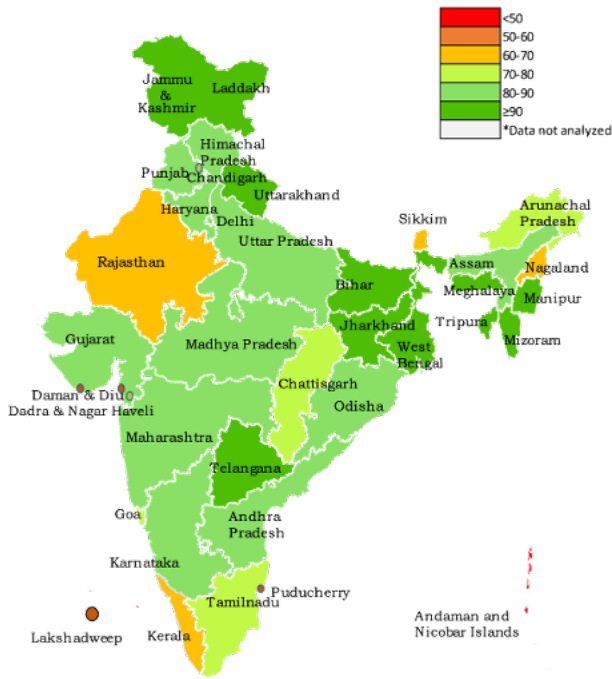 <50
50-60
60-70
70-80
80-90
≥90
*Data not analyzed
Jammu
&
Kashmir
Laddakh
Himachal
Pradesh
Punjab
Chandigarh
Uttarakhand
Haryana
Delhi
Arunachal
Pradesh
Sikkim
Uttar Pradesh
Rajasthan
Assam
Nagaland
Bihar
Meghalaya
Manipur
Jharkhand
Tripura
Gujarat
Madhya Pradesh
West
Bengal
Mizoram
Chattisgarh
Daman & Diu
Dadra & Nagar Haveli
Odisha
Maharashtra
Telangana
Goa
Andhra
Pradesh
Karnataka
Puducherry
Tamilnadu
Andaman and
Nicobar Islands
Lakshadweep
Kerala